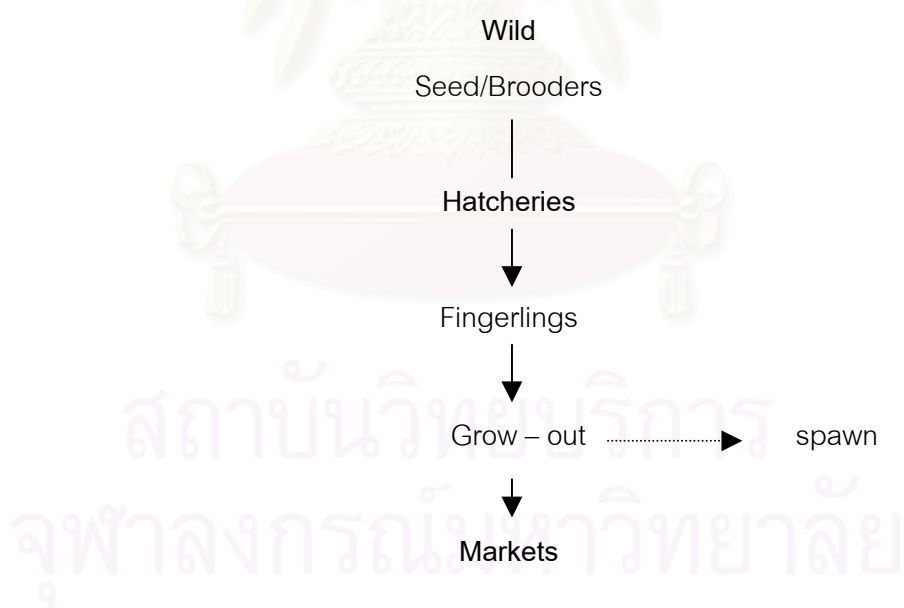 Wild
Seed/Brooders
Hatcheries
Fingerlings
Grow – out spawn
Markets
สถาบันวิทยบริการ
จุฬาลงกรณ์มหาวิทยาลัย